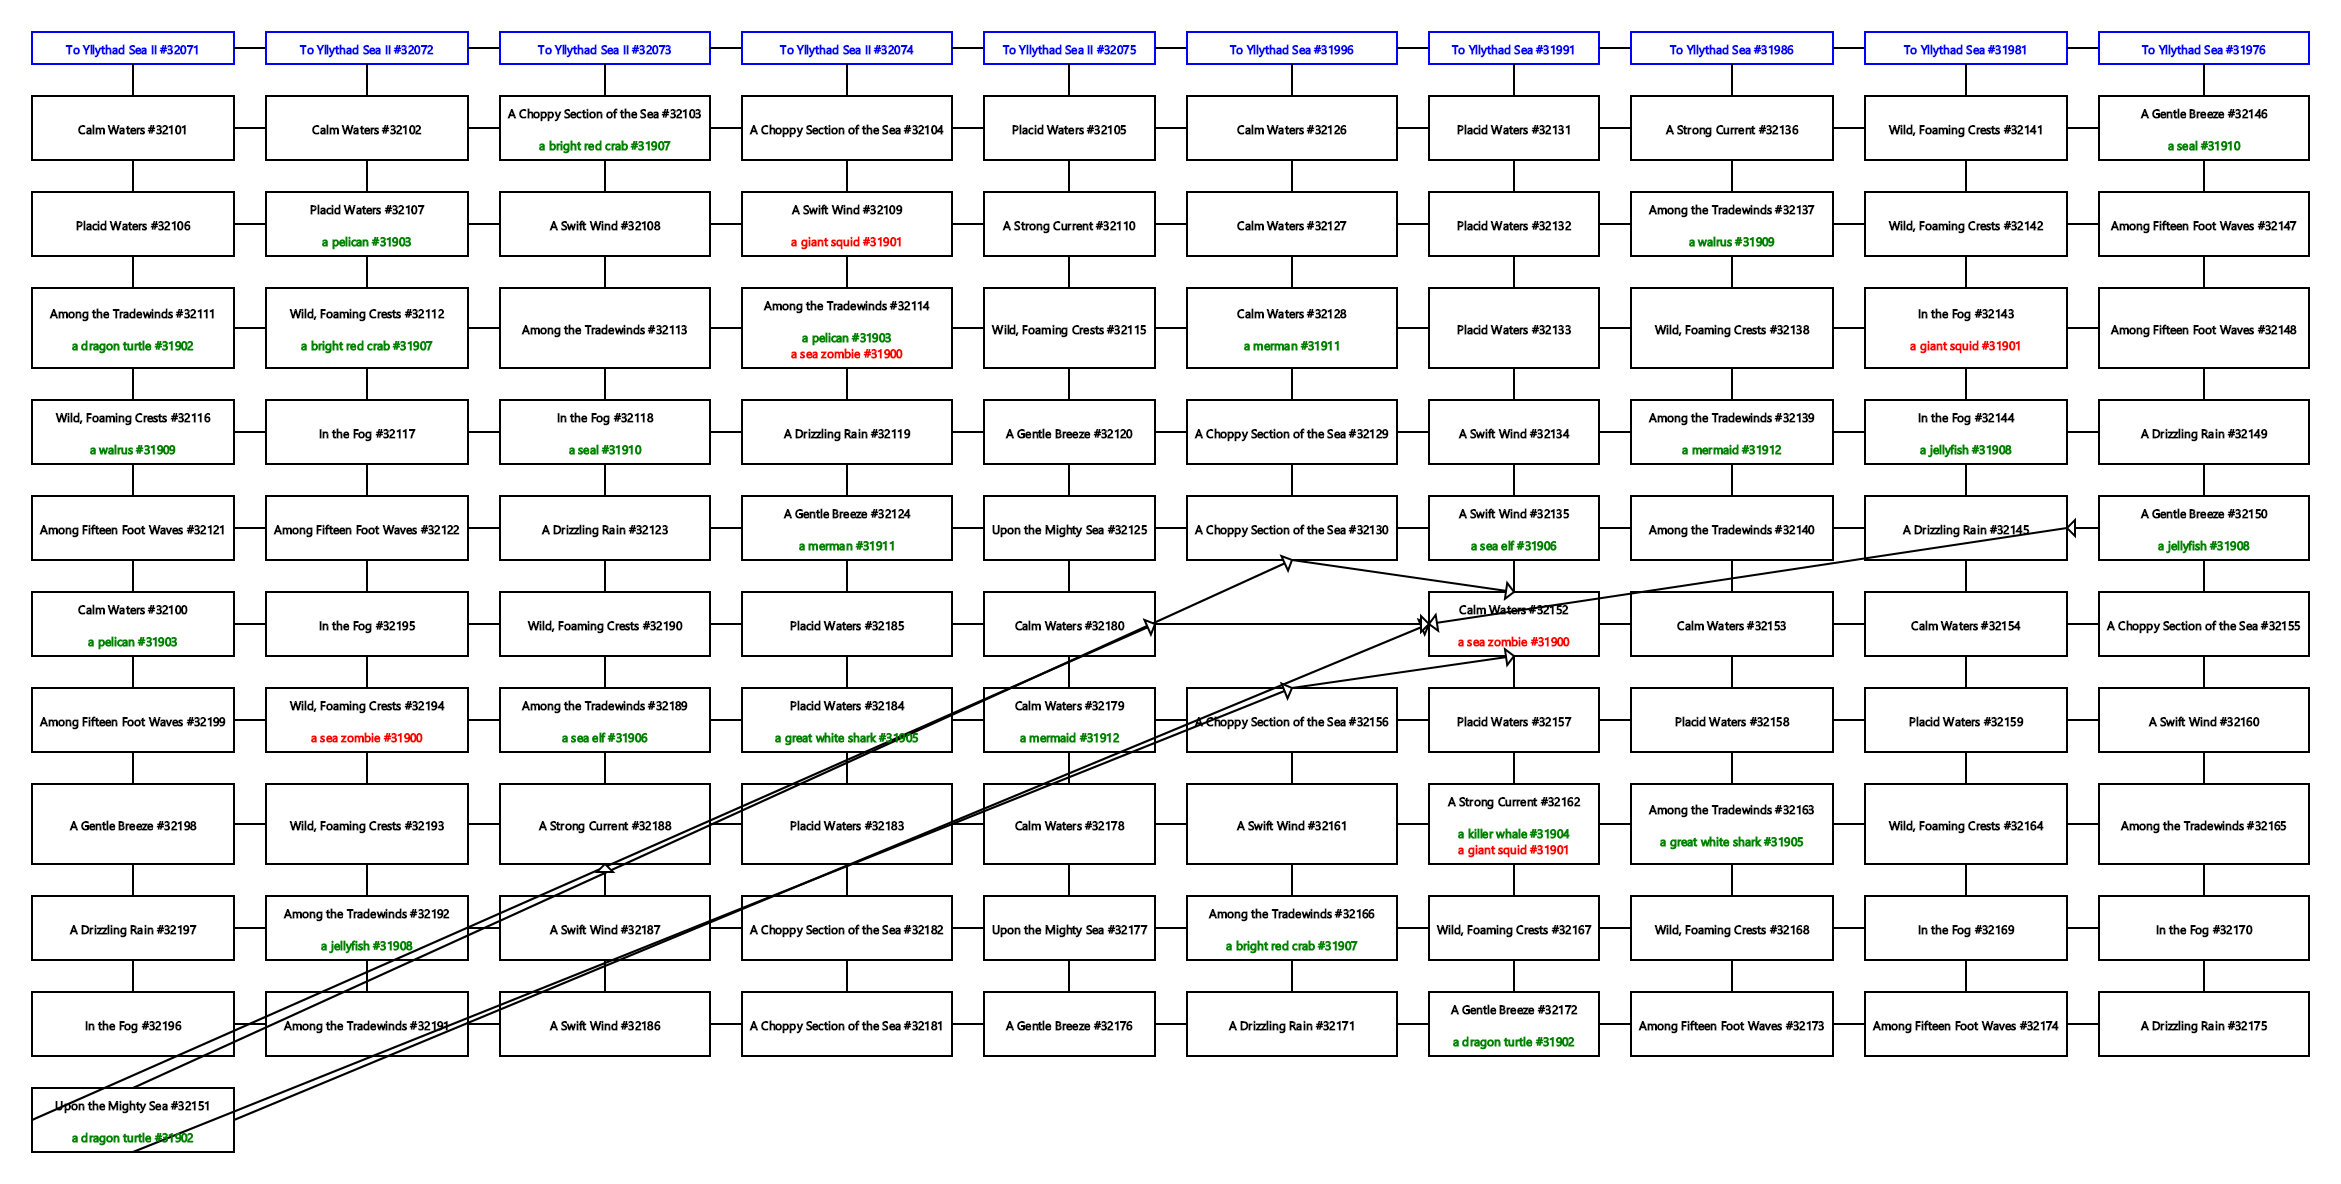 To Yllythad Sea II #32071
To Yllythad Sea II #32072
To Yllythad Sea II #32073
To Yllythad Sea II #32074
To Yllythad Sea II #32075
To Yllythad Sea #31996
To Yllythad Sea #31991
To Yllythad Sea #31986
To Yllythad Sea #31981
To Yllythad Sea #31976
Calm Waters #32101
Calm Waters #32102
A Choppy Section of the Sea #32103
a bright red crab #31907
A Choppy Section of the Sea #32104
Placid Waters #32105
Calm Waters #32126
Placid Waters #32131
A Strong Current #32136
Wild, Foaming Crests #32141
A Gentle Breeze #32146
a seal #31910
Placid Waters #32106
Placid Waters #32107
a pelican #31903
A Swift Wind #32108
A Swift Wind #32109
a giant squid #31901
A Strong Current #32110
Calm Waters #32127
Placid Waters #32132
Among the Tradewinds #32137
a walrus #31909
Wild, Foaming Crests #32142
Among Fifteen Foot Waves #32147
Among the Tradewinds #32111
a dragon turtle #31902
Wild, Foaming Crests #32112
a bright red crab #31907
Among the Tradewinds #32113
Among the Tradewinds #32114
a pelican #31903
a sea zombie #31900
Wild, Foaming Crests #32115
Calm Waters #32128
a merman #31911
Placid Waters #32133
Wild, Foaming Crests #32138
In the Fog #32143
a giant squid #31901
Among Fifteen Foot Waves #32148
Wild, Foaming Crests #32116
a walrus #31909
In the Fog #32117
In the Fog #32118
a seal #31910
A Drizzling Rain #32119
A Gentle Breeze #32120
A Choppy Section of the Sea #32129
A Swift Wind #32134
Among the Tradewinds #32139
a mermaid #31912
In the Fog #32144
a jellyfish #31908
A Drizzling Rain #32149
Among Fifteen Foot Waves #32121
Among Fifteen Foot Waves #32122
A Drizzling Rain #32123
A Gentle Breeze #32124
a merman #31911
Upon the Mighty Sea #32125
A Choppy Section of the Sea #32130
A Swift Wind #32135
a sea elf #31906
Among the Tradewinds #32140
A Drizzling Rain #32145
A Gentle Breeze #32150
a jellyfish #31908
Calm Waters #32100
a pelican #31903
In the Fog #32195
Wild, Foaming Crests #32190
Placid Waters #32185
Calm Waters #32180
Calm Waters #32152
a sea zombie #31900
Calm Waters #32153
Calm Waters #32154
A Choppy Section of the Sea #32155
Among Fifteen Foot Waves #32199
Wild, Foaming Crests #32194
a sea zombie #31900
Among the Tradewinds #32189
a sea elf #31906
Placid Waters #32184
a great white shark #31905
Calm Waters #32179
a mermaid #31912
A Choppy Section of the Sea #32156
Placid Waters #32157
Placid Waters #32158
Placid Waters #32159
A Swift Wind #32160
A Gentle Breeze #32198
Wild, Foaming Crests #32193
A Strong Current #32188
Placid Waters #32183
Calm Waters #32178
A Swift Wind #32161
A Strong Current #32162
a killer whale #31904
a giant squid #31901
Among the Tradewinds #32163
a great white shark #31905
Wild, Foaming Crests #32164
Among the Tradewinds #32165
A Drizzling Rain #32197
Among the Tradewinds #32192
a jellyfish #31908
A Swift Wind #32187
A Choppy Section of the Sea #32182
Upon the Mighty Sea #32177
Among the Tradewinds #32166
a bright red crab #31907
Wild, Foaming Crests #32167
Wild, Foaming Crests #32168
In the Fog #32169
In the Fog #32170
In the Fog #32196
Among the Tradewinds #32191
A Swift Wind #32186
A Choppy Section of the Sea #32181
A Gentle Breeze #32176
A Drizzling Rain #32171
A Gentle Breeze #32172
a dragon turtle #31902
Among Fifteen Foot Waves #32173
Among Fifteen Foot Waves #32174
A Drizzling Rain #32175
Upon the Mighty Sea #32151
a dragon turtle #31902